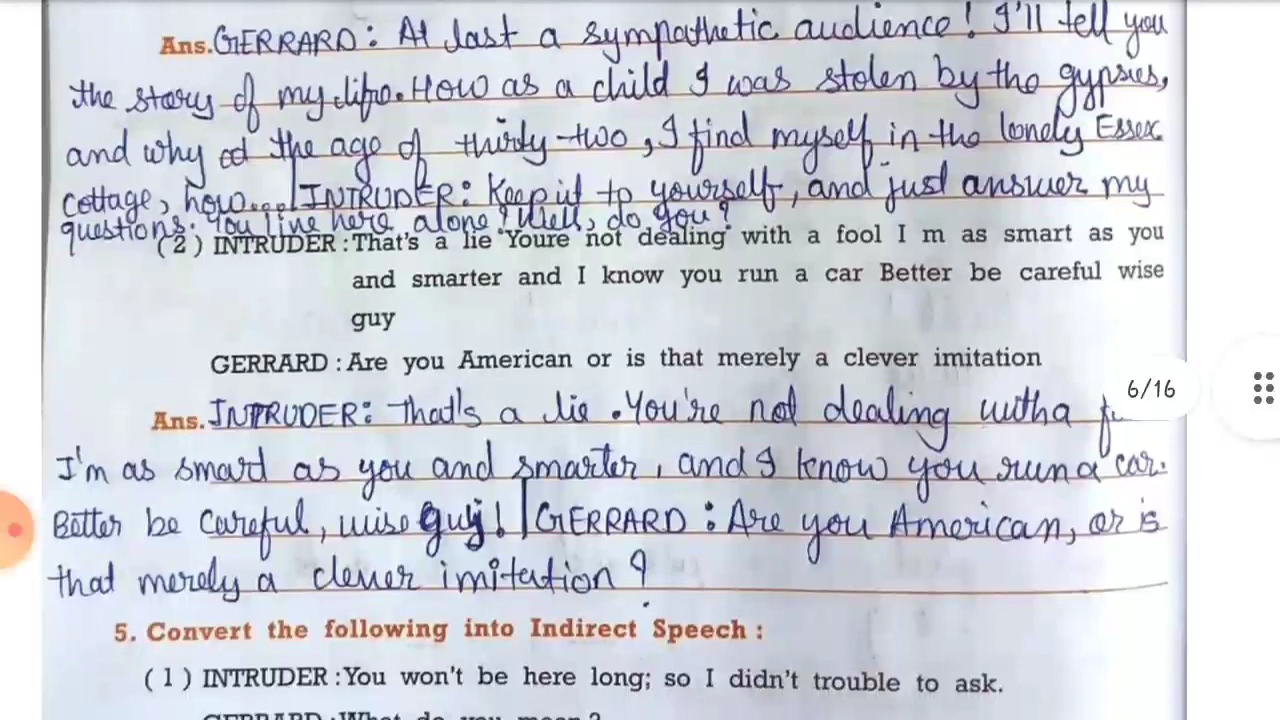 Ans. GERRARD: At last a sympathetic audience! I'll tell you
the story of my life. How as a child I was stolen by the gypsies,
and why at the age of thirty-two, I find myself in the lonely Essex
cottage, how.... INTRUDER: Keep it to yourself, and just answer my
questions. You live here alone? Well, do you?
(2) INTRUDER : That's a lie Youre not dealing with a fool I m as smart as you
and smarter and I know you run a car Better be careful wise
guy
GERRARD : Are you American or is that merely a clever imitation
6/16
Ans. INTRUDER: That's a lie. You're not dealing with a
I'm as smart as you and smarter, and I know you run a car.
Better be careful, wise guy! GERRARD: Are you American, or is
that merely a clever imitation?
5. Convert the following into Indirect Speech :
(1) INTRUDER : You won't be here long; so I didn't trouble to ask.
GERRARD : What do you mean?